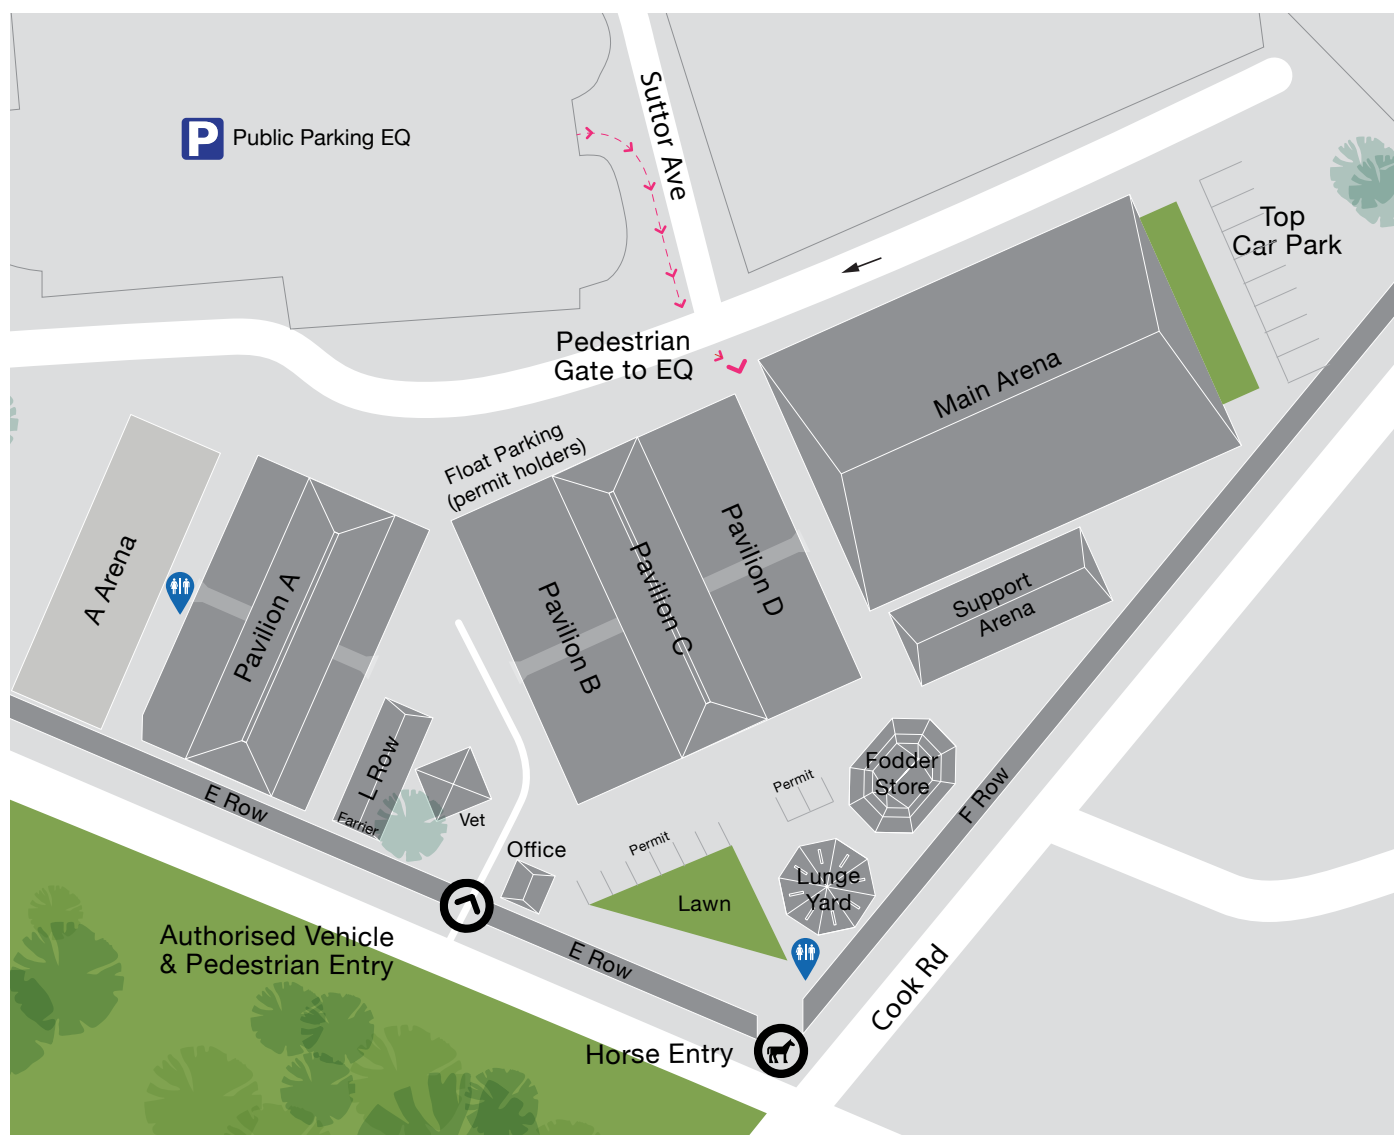 P Public Parking EQ
Suttor Ave
Top
Car Park
Pedestrian
Gate to EQ
Main Arena
Float Parking
(permit holders)
A Arena
Pavilion A
Pavilion B
Pavilion C
Pavilion D
Support
Arena
L Row
Farrier
Vet
Fodder
Store
Permit
F Row
E Row
Office
Permit
Lawn
Lunge
Yard
Authorised Vehicle
& Pedestrian Entry
E Row
Cook Rd
Horse Entry